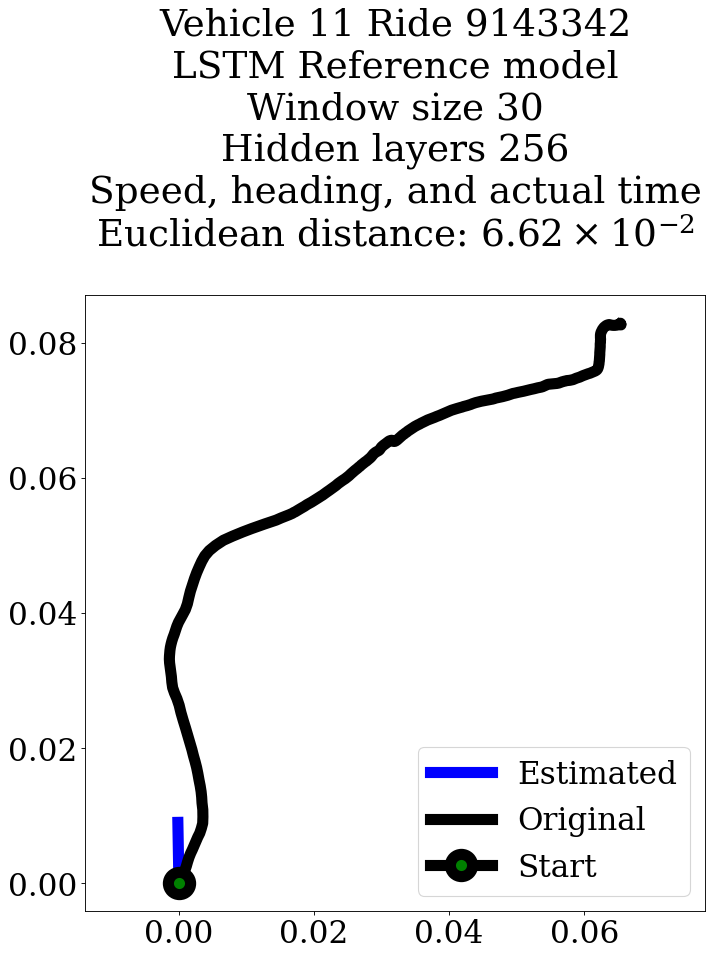 Vehicle 11 Ride 9143342
LSTM Reference model
Window size 30
Hidden layers 256
Speed, heading, and actual time
Euclidean distance: 6.62 × 10⁻²
0.08
0.06
0.04
0.02
0.00
Estimated
Original
Start
0.00 0.02 0.04 0.06